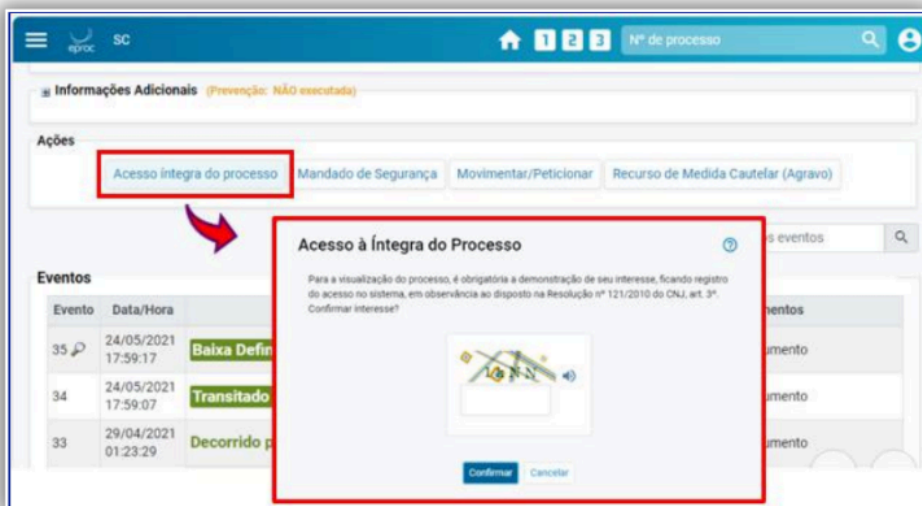 eproc
SC
1 2 3
Nº de processo
Informações Adicionais (Prevenção: NÃO executada)
Ações
Acesso íntegra do processo
Mandado de Segurança
Movimentar/Peticionar
Recurso de Medida Cautelar (Agravo)
Acesso à Íntegra do Processo
s eventos
Para a visualização do processo, é obrigatória a demonstração de seu interesse, ficando registro
do acesso no sistema, em observância ao disposto na Resolução nº 121/2010 do CNJ, art. 3º.
Confirmar interesse?
Eventos
Evento Data/Hora
mentos
35 24/05/2021
17:59:17
Baixa Defin
umento
34 24/05/2021
17:59:07
Transitado
umento
33 29/04/2021
01:23:29
Decorrido p
umento
Confirmar Cancelar